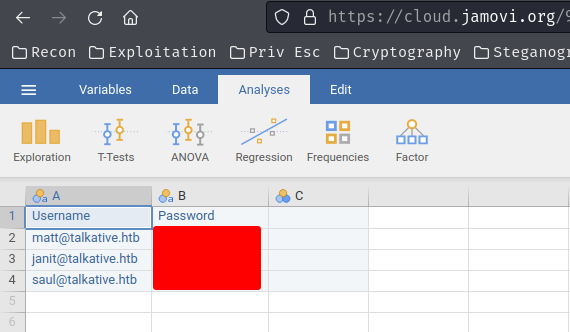 https://cloud.jamovi.org/9
Recon Exploitation Priv Esc Cryptography Steganog
Variables Data Analyses Edit
Exploration T-Tests ANOVA Regression Frequencies Factor
a A a B C
1 Username Password
2 matt@talkative.htb
3 janit@talkative.htb
4 saul@talkative.htb
5
6